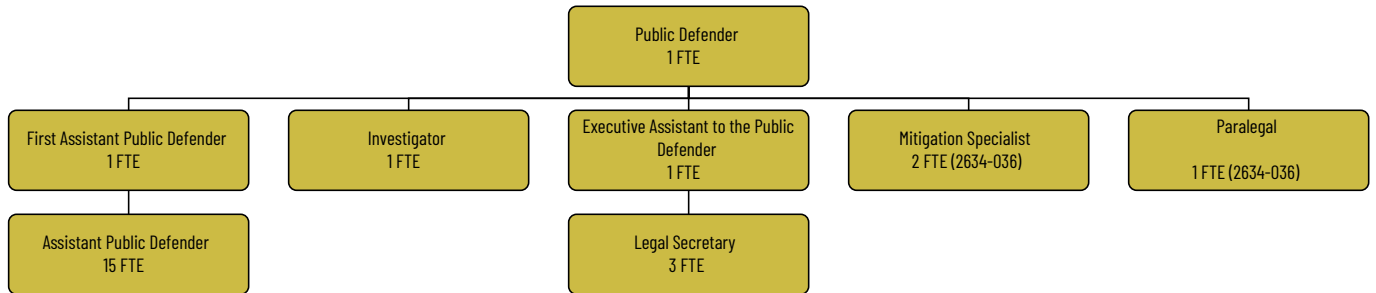 Public Defender
1 FTE
First Assistant Public Defender
1 FTE
Investigator
1 FTE
Executive Assistant to the Public
Defender
1 FTE
Mitigation Specialist
2 FTE (2634-036)
Paralegal
1 FTE (2634-036)
Assistant Public Defender
15 FTE
Legal Secretary
3 FTE